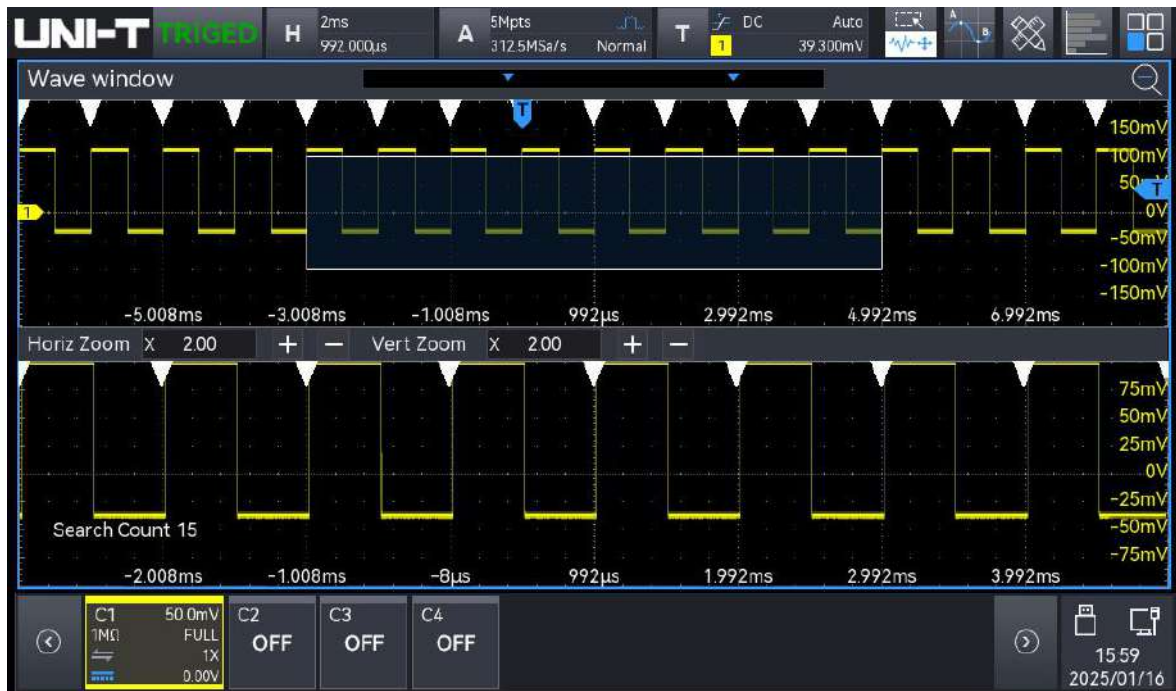 UNI-T TRIGED H 2ms 992.000µs A 5Mpts 312.5MSa/s Normal T 1 DC Auto 39.300mV A B
Wave window
T
150mV
100mV
50
T
1 0V
-50mV
-100mV
-150mV
-5.008ms -3.008ms -1.008ms 992µs 2.992ms 4.992ms 6.992ms
Horiz Zoom X 2.00 + - Vert Zoom X 2.00 + -
75mV
50mV
25mV
0V
-25mV
Search Count 15 -50mV
-75mV
-2.008ms -1.008ms -8µs 992µs 1.992ms 2.992ms 3.992ms
C1 50.0mV C2 C3 C4
1MΩ FULL OFF OFF OFF
1X
0.00V
15:59
2025/01/16